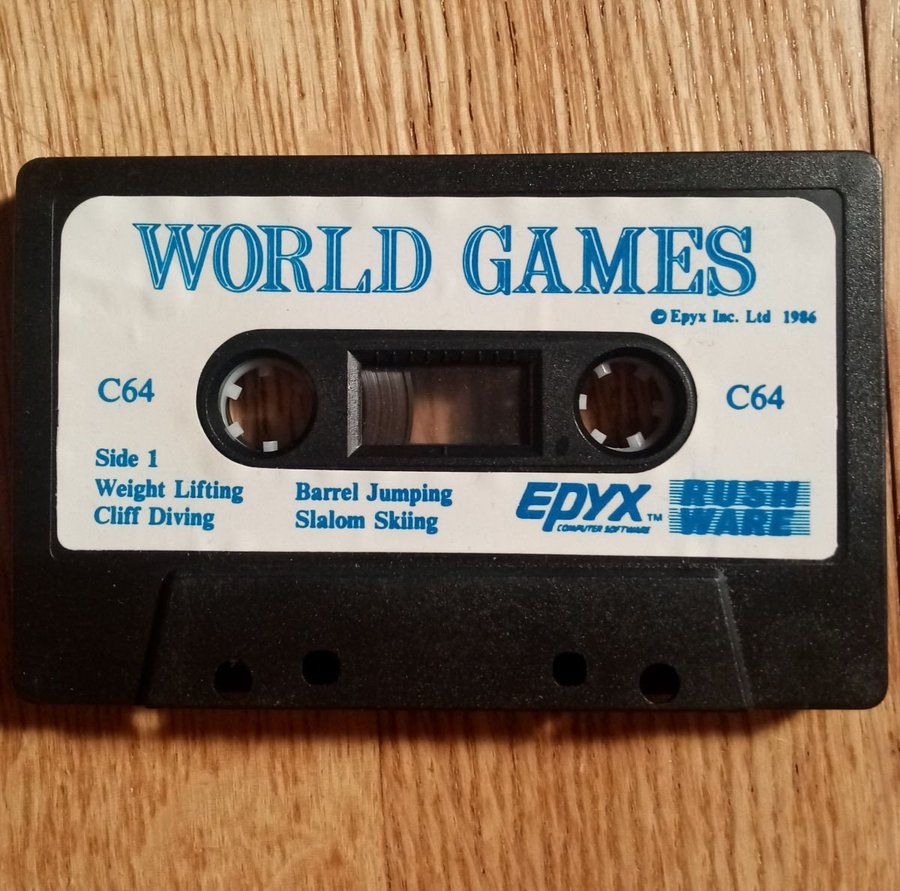 WORLD GAMES
© Epyx Inc. Ltd 1986
C64
C64
Side 1
Weight Lifting
Cliff Diving
Barrel Jumping
Slalom Skiing
EPYX™
COMPUTER SOFTWARE
RUSH
WARE